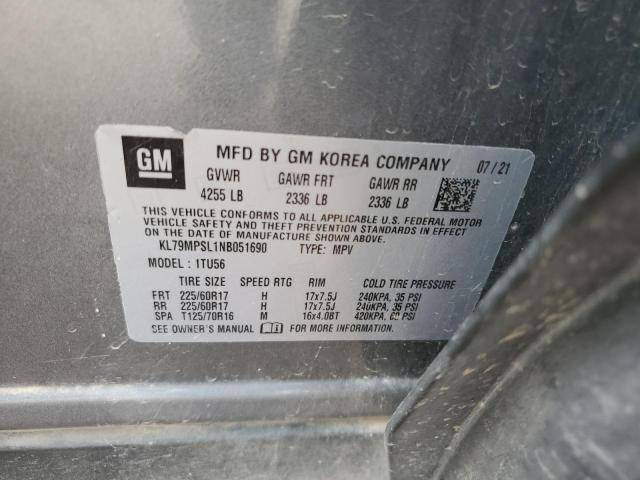 GM
MFD BY GM KOREA COMPANY 07/21
GVWR GAWR FRT GAWR RR
4255 LB 2336 LB 2336 LB
THIS VEHICLE CONFORMS TO ALL APPLICABLE U.S. FEDERAL MOTOR
VEHICLE SAFETY AND THEFT PREVENTION STANDARDS IN EFFECT
ON THE DATE OF MANUFACTURE SHOWN ABOVE.
KL79MPSL1NB051690 TYPE: MPV
MODEL: 1TU56
TIRE SIZE SPEED RTG RIM COLD TIRE PRESSURE
FRT 225/60R17 H 17x7.5J 240KPA, 35 PSI
RR 225/60R17 H 17x7.5J 240KPA, 35 PSI
SPA T125/70R16 M 16x4.0BT 420KPA, PSI
SEE OWNER'S MANUAL FOR MORE INFORMATION.